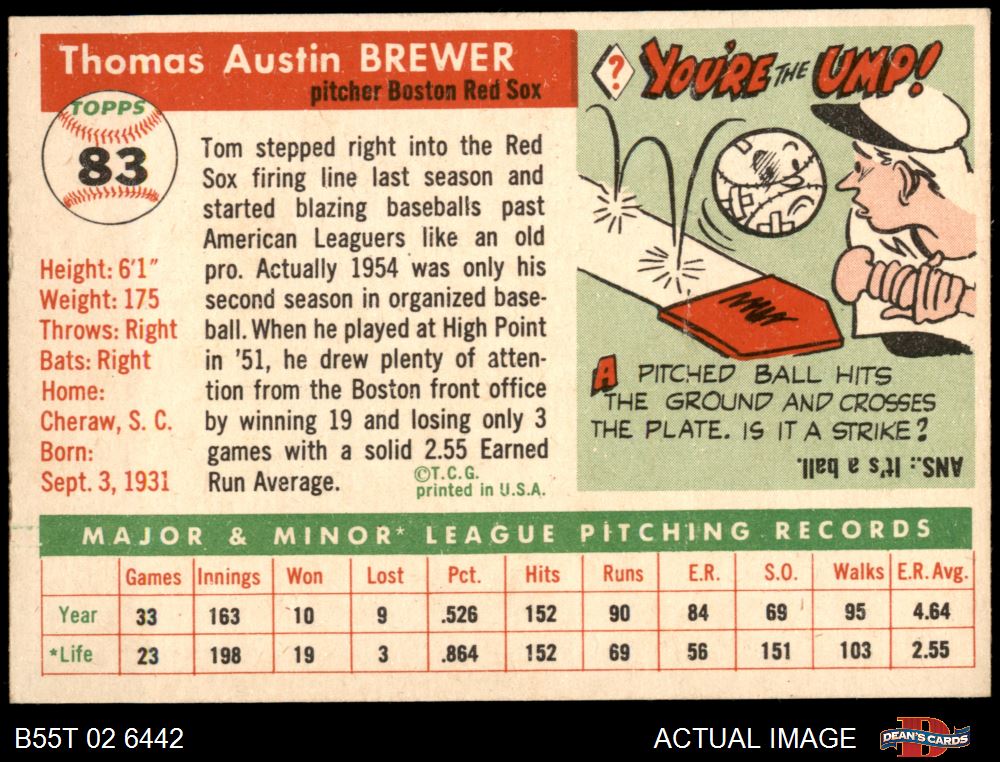 Thomas Austin BREWER
pitcher Boston Red Sox
TOPPS
83
Height: 6'1"
Weight: 175
Throws: Right
Bats: Right
Home:
Cheraw, S. C.
Born:
Sept. 3, 1931
Tom stepped right into the Red
Sox firing line last season and
started blazing baseballs past
American Leaguers like an old
pro. Actually 1954 was only his
second season in organized base-
ball. When he played at High Point
in '51, he drew plenty of atten-
tion from the Boston front office
by winning 19 and losing only 3
games with a solid 2.55 Earned
Run Average.
©T.C.G.
printed in U.S.A.
? YOU'RE THE UMP!
A PITCHED BALL HITS
THE GROUND AND CROSSES
THE PLATE. IS IT A STRIKE?
ANS.: It's a ball.
MAJOR & MINOR* LEAGUE PITCHING RECORDS
Games Innings Won Lost Pct. Hits Runs E.R. S.O. Walks E.R. Avg.
Year 33 163 10 9 .526 152 90 84 69 95 4.64
*Life 23 198 19 3 .864 152 69 56 151 103 2.55
B55T 02 6442
ACTUAL IMAGE
D
DEAN'S CARDS